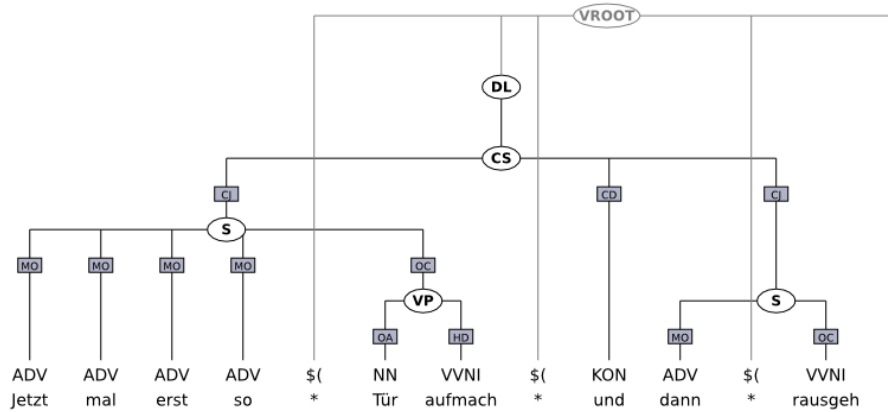 VROOT
DL
CS
CJ CD CJ
S
MO MO MO MO OC
VP S
OA HD MO OC
ADV ADV ADV ADV $( NN VVNI $( KON ADV $( VVNI
Jetzt mal erst so * Tür aufmach * und dann * rausgeh